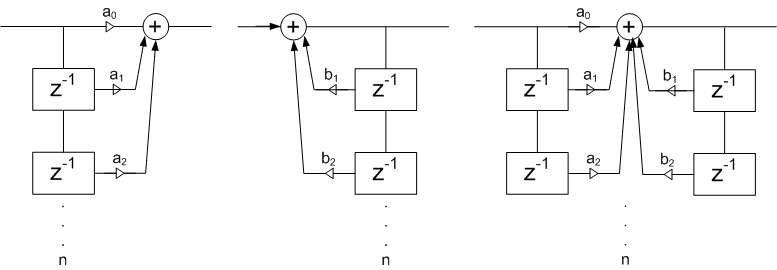 a₀ + + a₀ +
z⁻¹ a₁ b₁ z⁻¹ z⁻¹ a₁ b₁ z⁻¹
z⁻¹ a₂ b₂ z⁻¹ z⁻¹ a₂ b₂ z⁻¹
n n n